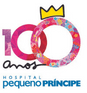 100
anos
HOSPITAL
pequeno PRÍNCIPE